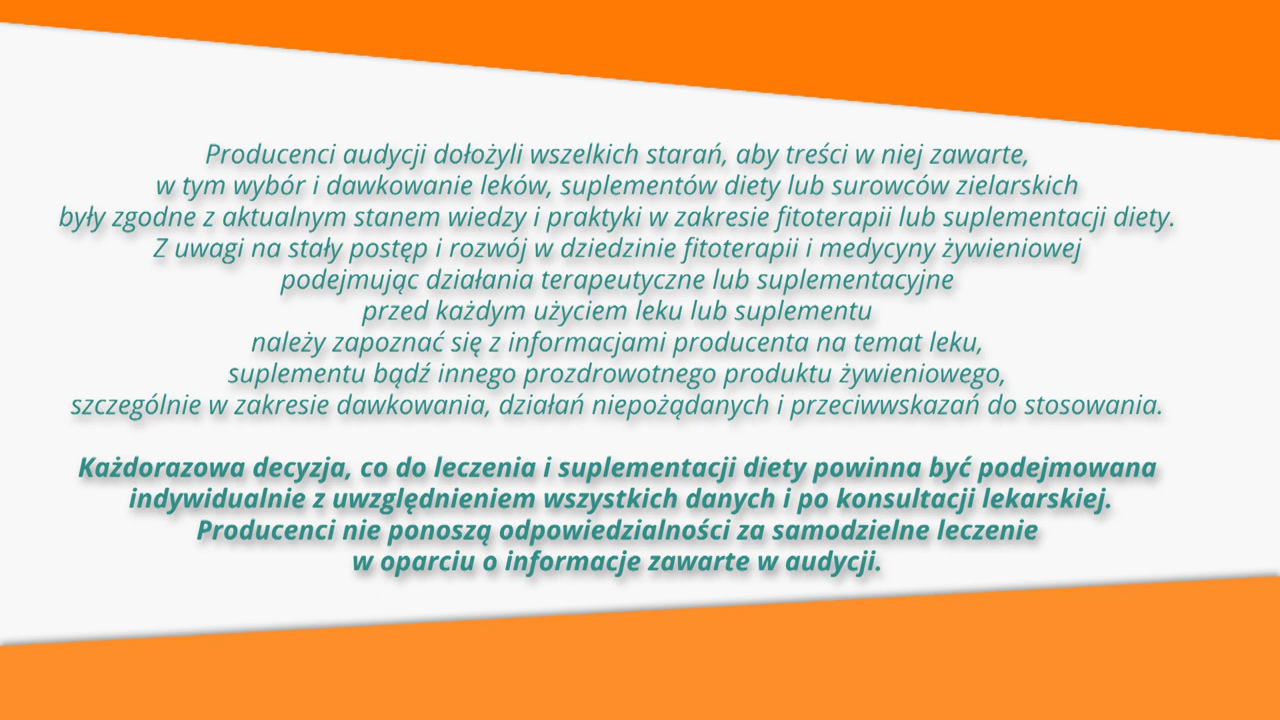 Producenci audycji dołożyli wszelkich starań, aby treści w niej zawarte,
w tym wybór i dawkowanie leków, suplementów diety lub surowców zielarskich
były zgodne z aktualnym stanem wiedzy i praktyki w zakresie fitoterapii lub suplementacji diety.
Z uwagi na stały postęp i rozwój w dziedzinie fitoterapii i medycyny żywieniowej
podejmując działania terapeutyczne lub suplementacyjne
przed każdym użyciem leku lub suplementu
należy zapoznać się z informacjami producenta na temat leku,
suplementu bądź innego prozdrowotnego produktu żywieniowego,
szczególnie w zakresie dawkowania, działań niepożądanych i przeciwwskazań do stosowania.
Każdorazowa decyzja, co do leczenia i suplementacji diety powinna być podejmowana
indywidualnie z uwzględnieniem wszystkich danych i po konsultacji lekarskiej.
Producenci nie ponoszą odpowiedzialności za samodzielne leczenie
w oparciu o informacje zawarte w audycji.